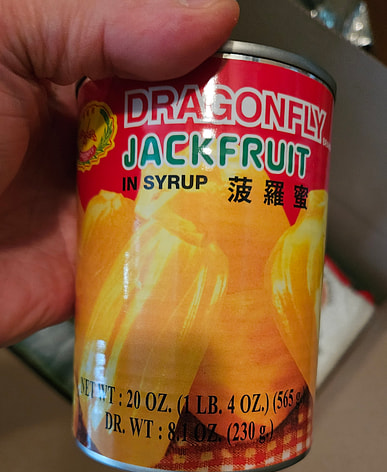 DRAGONFLY
JACKFRUIT
IN SYRUP 菠蘿蜜
NET WT : 20 OZ. (1 LB. 4 OZ.) (565 g.)
DR. WT : 8.1 OZ. (230 g.)